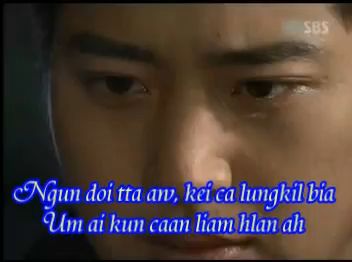 SBS
Ngun doi tta aw, kei ca lungkil bia
Um ai kun caan liam hlan ah